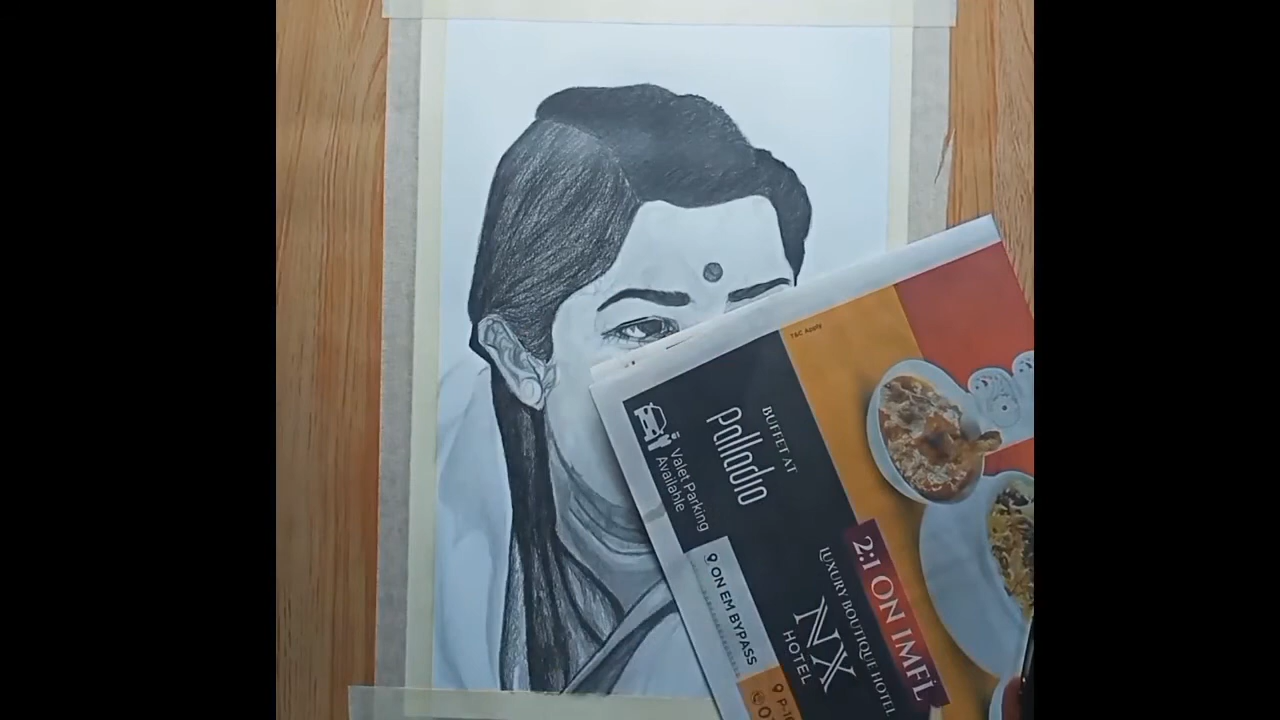 T&C Apply
BUFFET AT
Palladio
Valet Parking
Available
2:1 ON IMFL
LUXURY BOUTIQUE HOTEL
NX
HOTEL
ON EM BYPASS